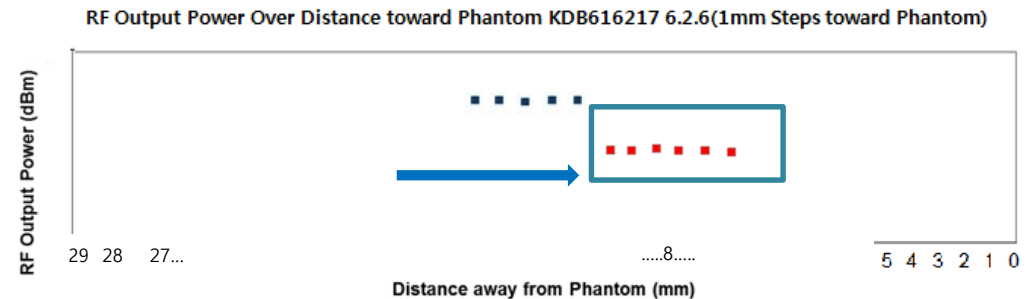 RF Output Power Over Distance toward Phantom KDB616217 6.2.6(1mm Steps toward Phantom)
RF Output Power (dBm)
29 28 27... .....8..... 5 4 3 2 1 0
Distance away from Phantom (mm)